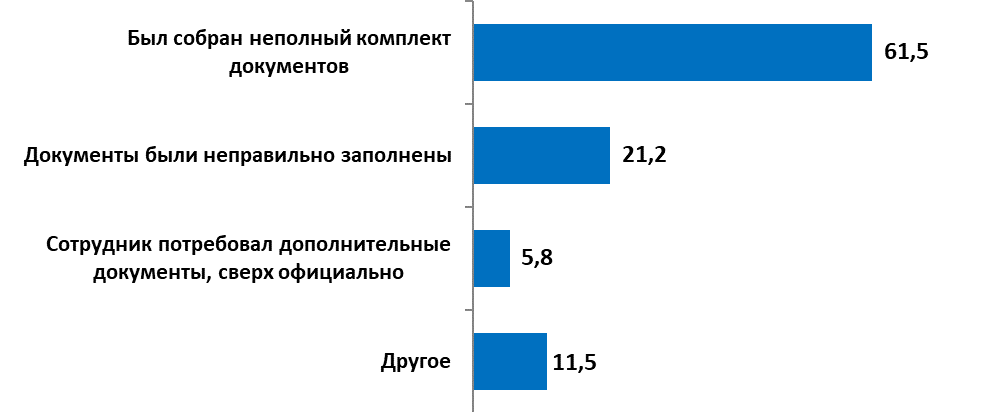 Был собран неполный комплект
документов
61,5
Документы были неправильно заполнены
21,2
Сотрудник потребовал дополнительные
документы, сверх официально
5,8
Другое
11,5